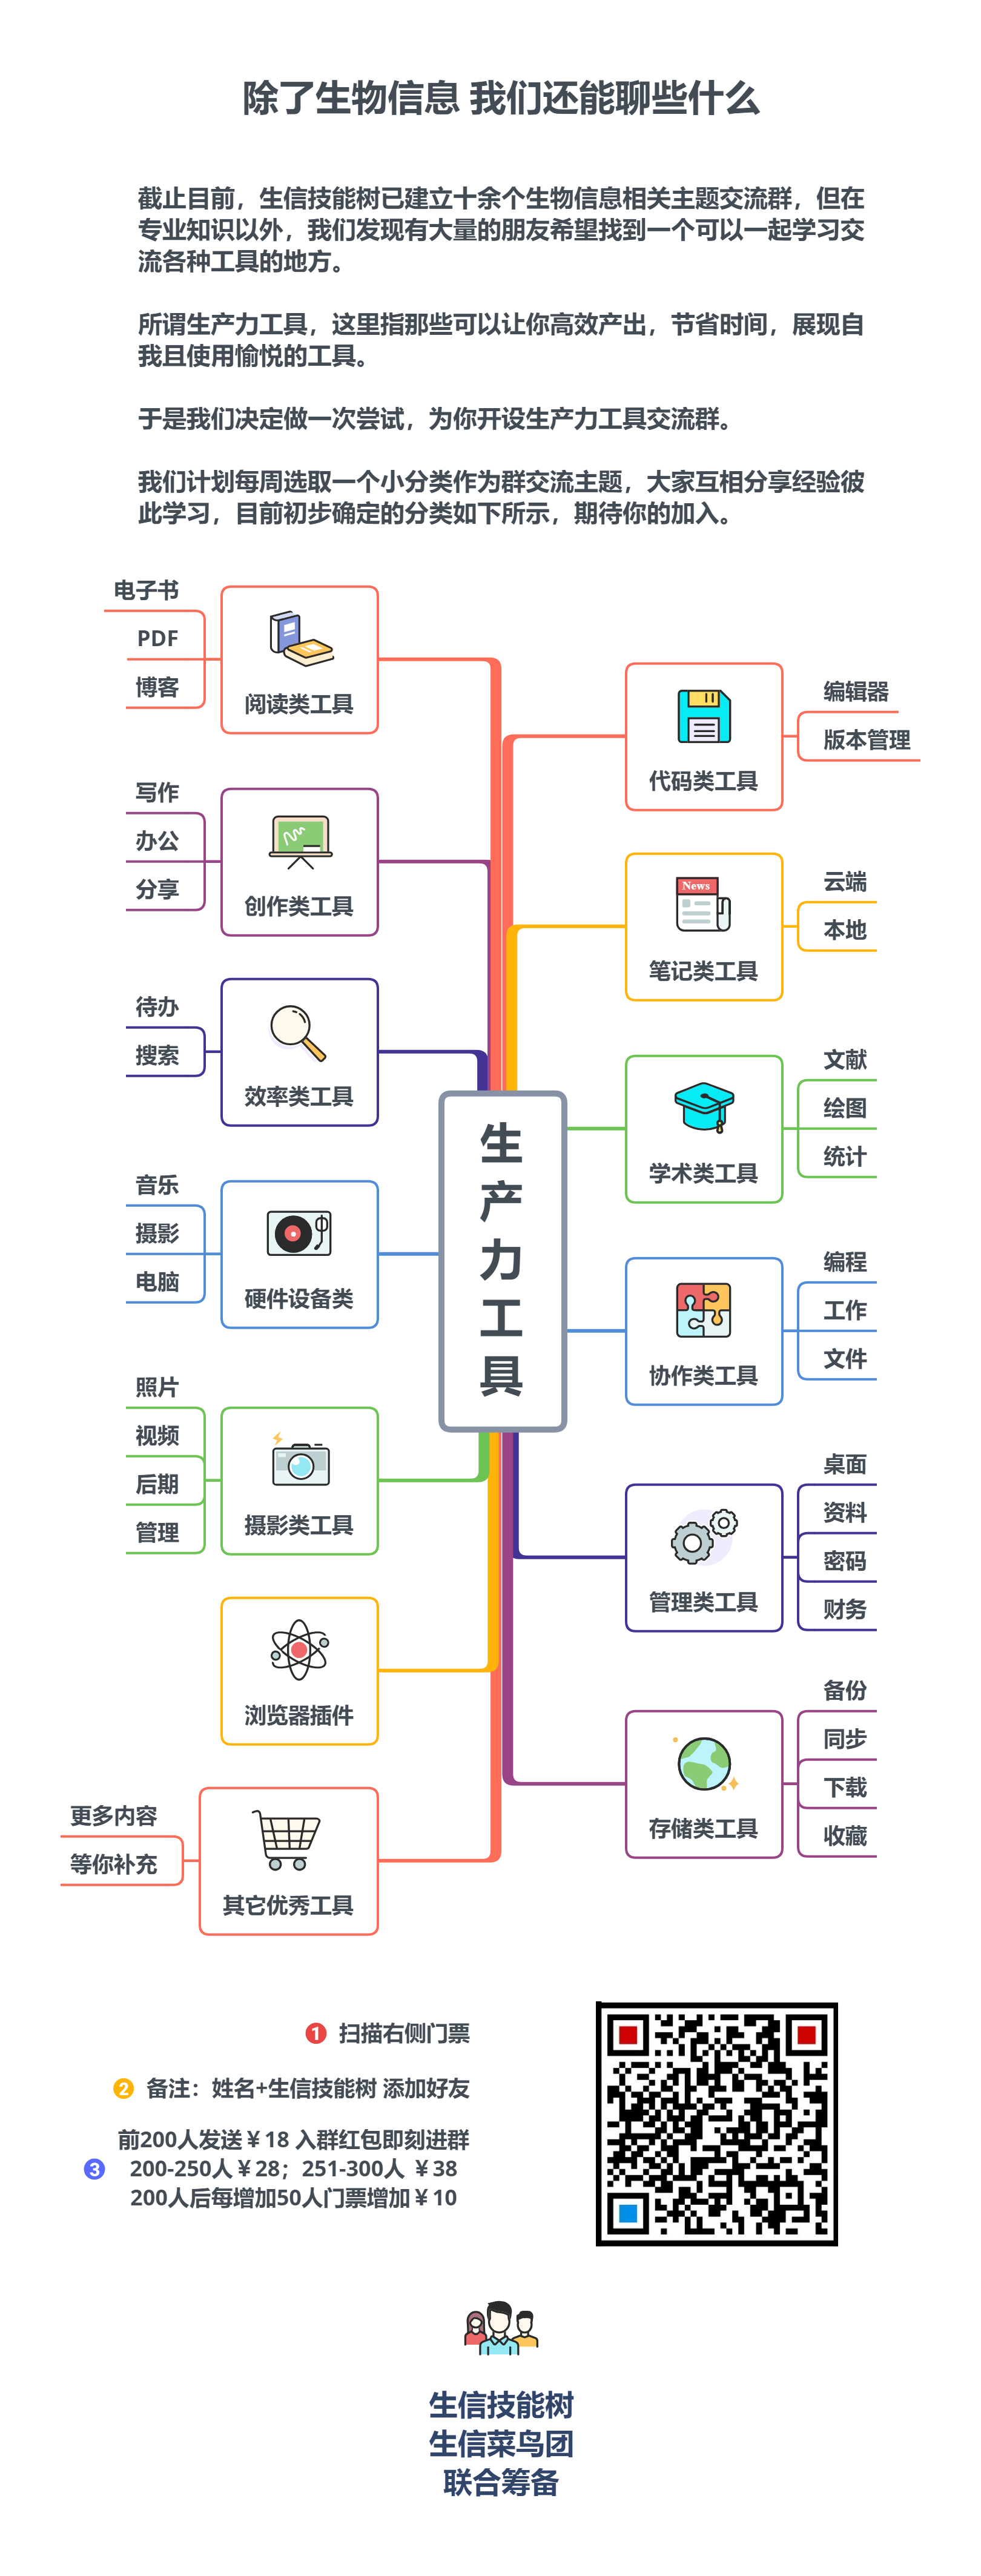 除了生物信息 我们还能聊些什么
截止目前，生信技能树已建立十余个生物信息相关主题交流群，但在
专业知识以外，我们发现有大量的朋友希望找到一个可以一起学习交
流各种工具的地方。
所谓生产力工具，这里指那些可以让你高效产出，节省时间，展现自
我且使用愉悦的工具。
于是我们决定做一次尝试，为你开设生产力工具交流群。
我们计划每周选取一个小分类作为群交流主题，大家互相分享经验彼
此学习，目前初步确定的分类如下所示，期待你的加入。
电子书
PDF
博客
阅读类工具
写作
办公
分享
创作类工具
待办
搜索
效率类工具
音乐
摄影
电脑
硬件设备类
照片
视频
后期
管理
摄影类工具
浏览器插件
更多内容
等你补充
其它优秀工具
生
产
力
工
具
代码类工具
编辑器
版本管理
News
笔记类工具
云端
本地
学术类工具
文献
绘图
统计
协作类工具
编程
工作
文件
管理类工具
桌面
资料
密码
财务
存储类工具
备份
同步
下载
收藏
1 扫描右侧门票
2 备注：姓名+生信技能树 添加好友
前200人发送￥18 入群红包即刻进群
3 200-250人￥28；251-300人 ￥38
200人后每增加50人门票增加￥10
生信技能树
生信菜鸟团
联合筹备